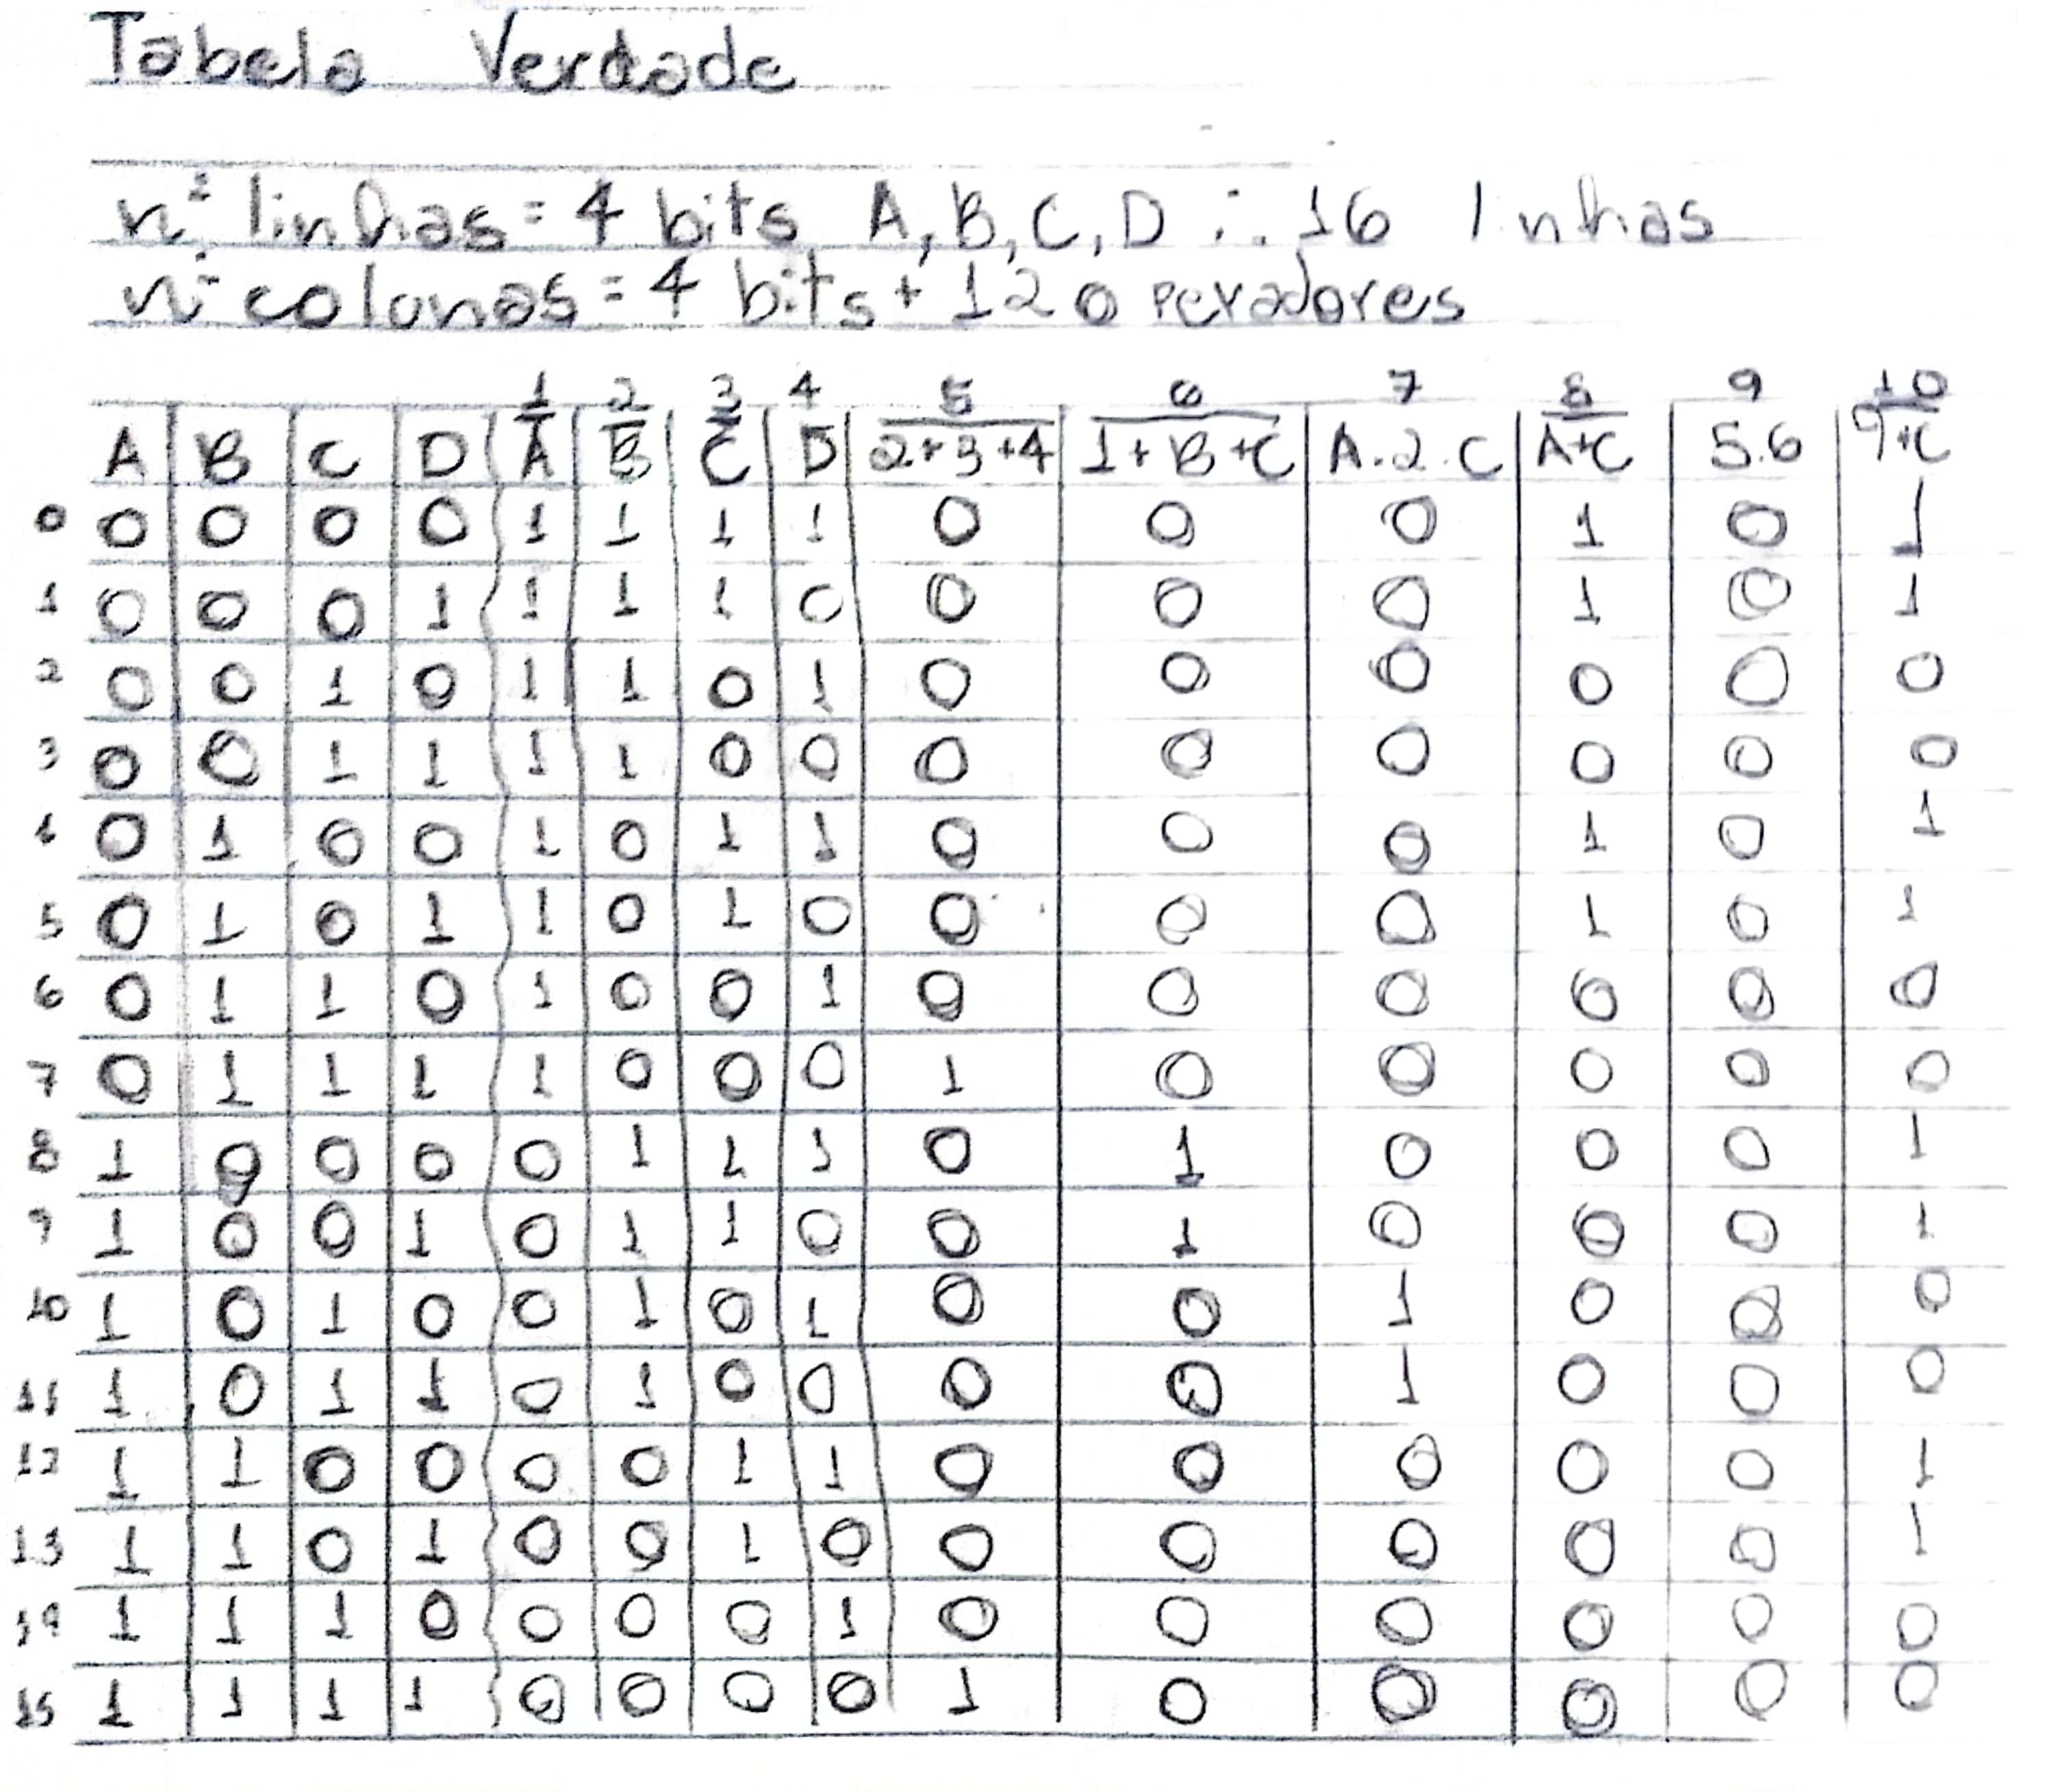 Tabela Verdade
nº linhas = 4 bits A, B, C, D ∴ 16 linhas
nº colunas = 4 bits + 12 operadores
1 2 3 4 5 6 7 8 9 10
A B C D A̅ B̅ C̅ D̅ 2+3+4 1+B+C A.2.C A+C 5.6 9+C
0 0 0 0 0 1 1 1 1 0 0 0 1 0 1
1 0 0 0 1 1 1 1 0 0 0 0 1 0 1
2 0 0 1 0 1 1 0 1 0 0 0 0 0 0
3 0 0 1 1 1 1 0 0 0 0 0 0 0 0
4 0 1 0 0 1 0 1 1 0 0 0 1 0 1
5 0 1 0 1 1 0 1 0 0 0 0 1 0 1
6 0 1 1 0 1 0 0 1 0 0 0 0 0 0
7 0 1 1 1 1 0 0 0 1 0 0 0 0 0
8 1 0 0 0 0 1 1 1 0 1 0 0 0 1
9 1 0 0 1 0 1 1 0 0 1 0 0 0 1
10 1 0 1 0 0 1 0 1 0 0 1 0 0 0
11 1 0 1 1 0 1 0 0 0 0 1 0 0 0
12 1 1 0 0 0 0 1 1 0 0 0 0 0 1
13 1 1 0 1 0 0 1 0 0 0 0 0 0 1
14 1 1 1 0 0 0 0 1 0 0 0 0 0 0
15 1 1 1 1 0 0 0 0 1 0 0 0 0 0